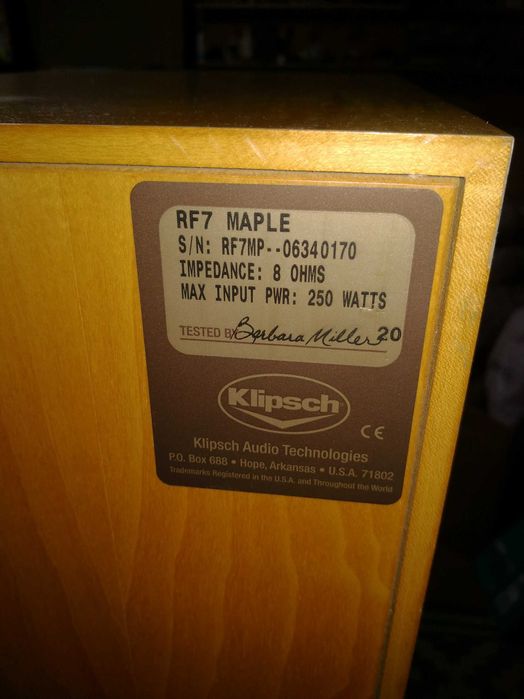 RF7 MAPLE
S/N: RF7MP--06340170
IMPEDANCE: 8 OHMS
MAX INPUT PWR: 250 WATTS
TESTED BY Barbara Miller 20
Klipsch
CE
Klipsch Audio Technologies
P.O. Box 688 • Hope, Arkansas • U.S.A. 71802
Trademarks Registered in the U.S.A. and Throughout the World